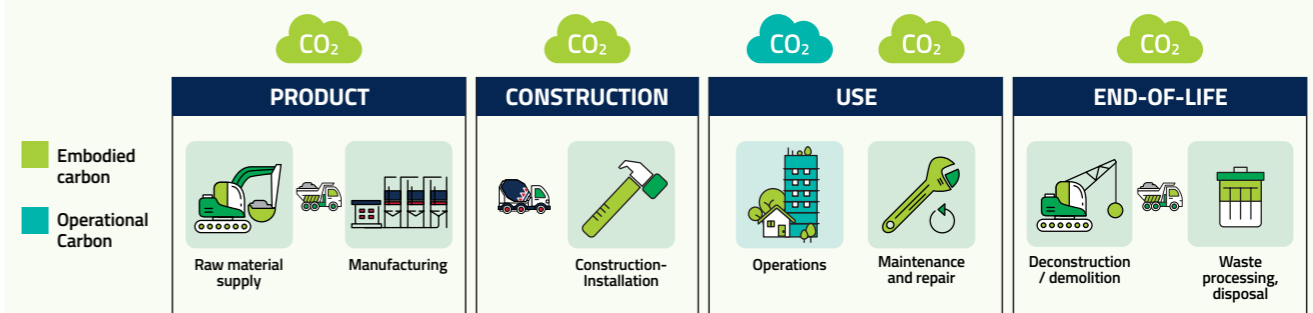 CO₂
CO₂
CO₂
CO₂
CO₂
PRODUCT
CONSTRUCTION
USE
END-OF-LIFE
Embodied
carbon
Operational
Carbon
Raw material
supply
Manufacturing
Construction-
Installation
Operations
Maintenance
and repair
Deconstruction
/ demolition
Waste
processing,
disposal